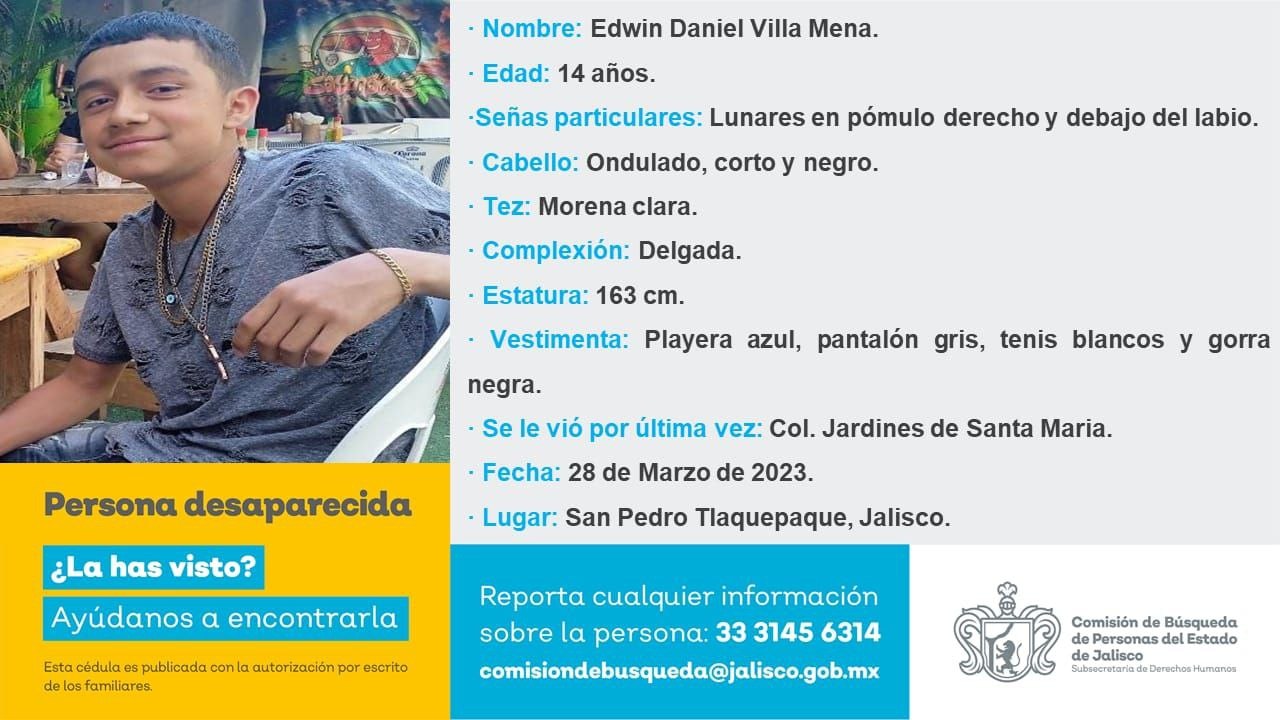 · Nombre: Edwin Daniel Villa Mena.
· Edad: 14 años.
·Señas particulares: Lunares en pómulo derecho y debajo del labio.
· Cabello: Ondulado, corto y negro.
· Tez: Morena clara.
· Complexión: Delgada.
· Estatura: 163 cm.
· Vestimenta: Playera azul, pantalón gris, tenis blancos y gorra
negra.
· Se le vió por última vez: Col. Jardines de Santa Maria.
· Fecha: 28 de Marzo de 2023.
· Lugar: San Pedro Tlaquepaque, Jalisco.
Corona
Persona desaparecida
¿La has visto?
Ayúdanos a encontrarla
Esta cédula es publicada con la autorización por escrito
de los familiares.
Reporta cualquier información
sobre la persona: 33 3145 6314
comisiondebusqueda@jalisco.gob.mx
Comisión de Búsqueda
de Personas del Estado
de Jalisco
Subsecretaría de Derechos Humanos